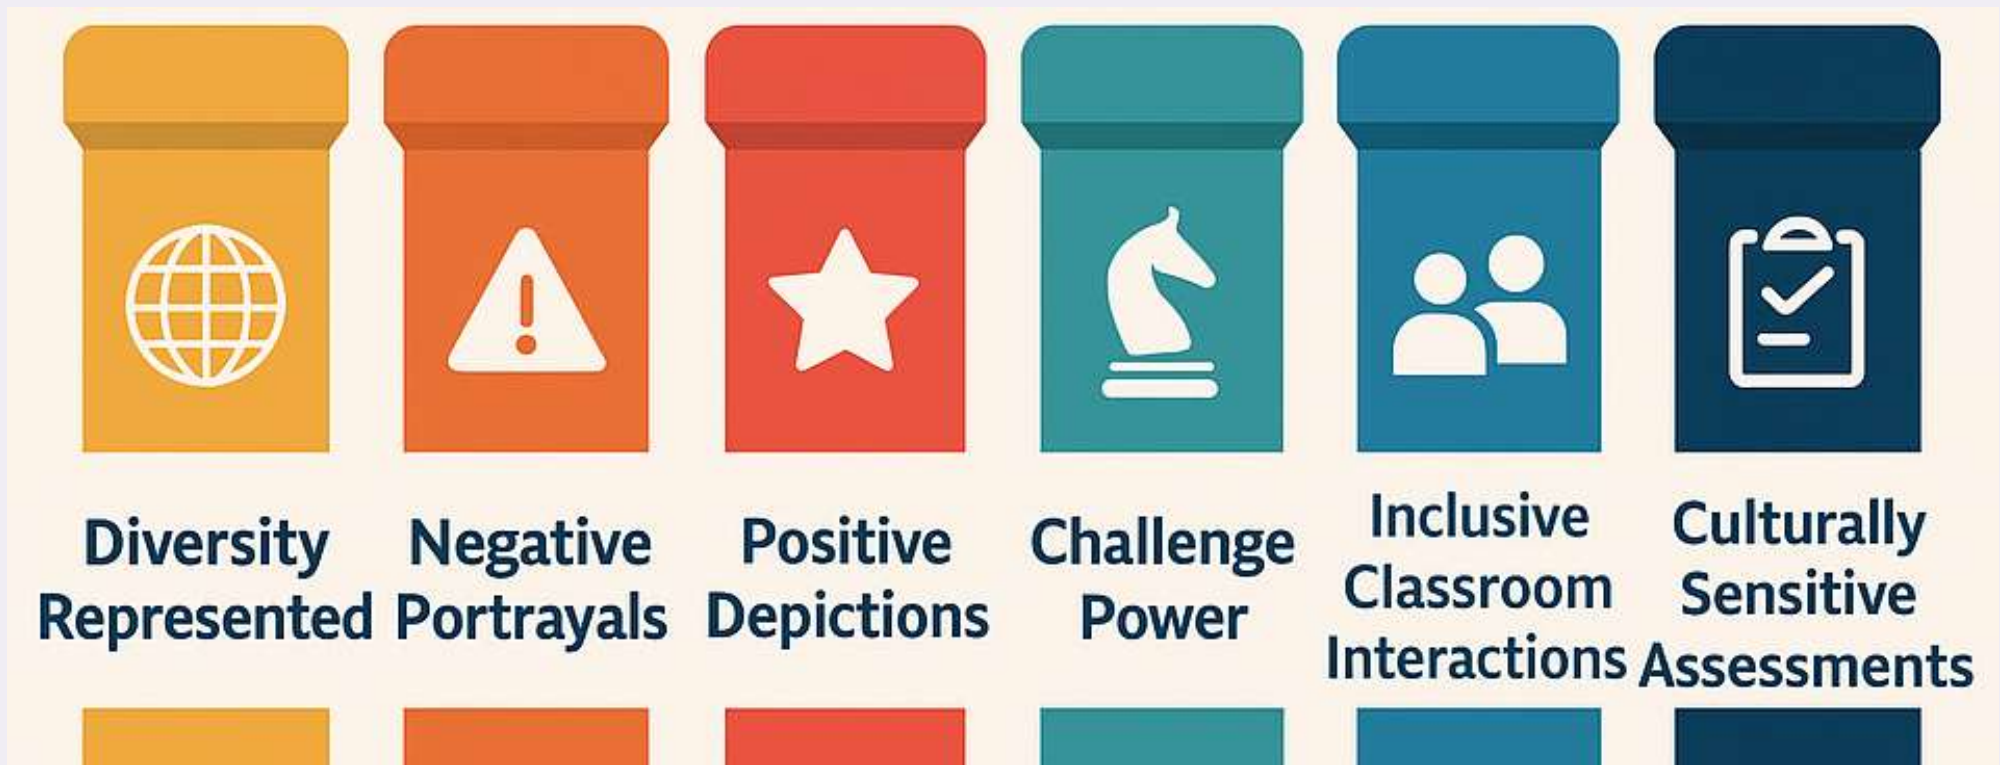 Diversity
Represented
Negative
Portrayals
Positive
Depictions
Challenge
Power
Inclusive
Classroom
Interactions
Culturally
Sensitive
Assessments